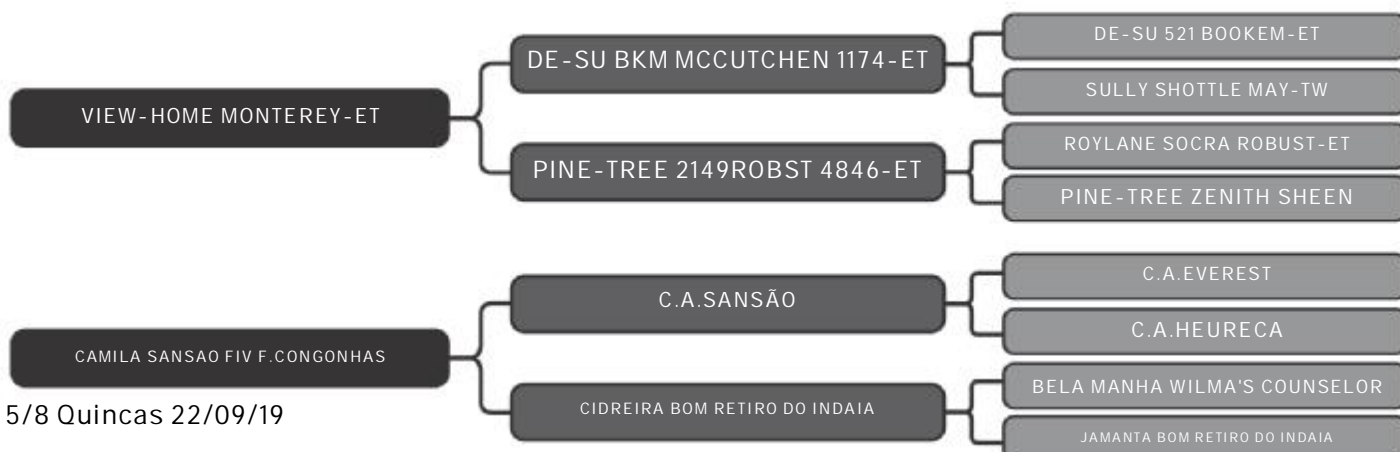 DE-SU 521 BOOKEM-ET
DE-SU BKM MCCUTCHEN 1174-ET
SULLY SHOTTLE MAY-TW
VIEW-HOME MONTEREY-ET
ROYLANE SOCRA ROBUST-ET
PINE-TREE 2149ROBST 4846-ET
PINE-TREE ZENITH SHEEN
C.A.EVEREST
C.A.SANSÃO
C.A.HEURECA
CAMILA SANSAO FIV F.CONGONHAS
BELA MANHA WILMA'S COUNSELOR
CIDREIRA BOM RETIRO DO INDAIA
JAMANTA BOM RETIRO DO INDAIA
5/8 Quincas 22/09/19